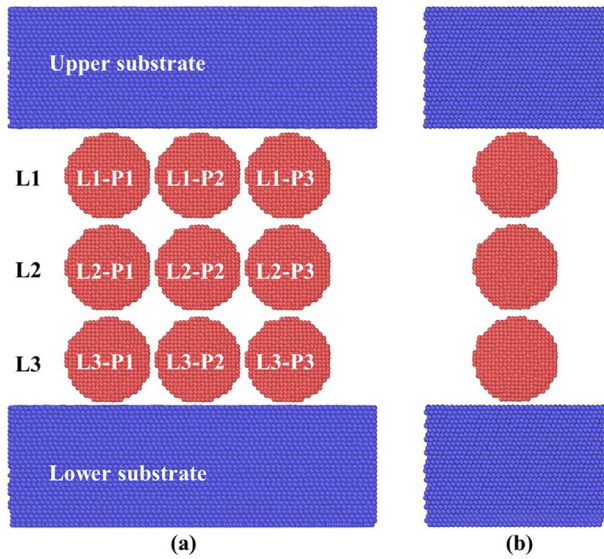 Upper substrate
L1 L1-P1 L1-P2 L1-P3
L2 L2-P1 L2-P2 L2-P3
L3 L3-P1 L3-P2 L3-P3
Lower substrate
(a) (b)